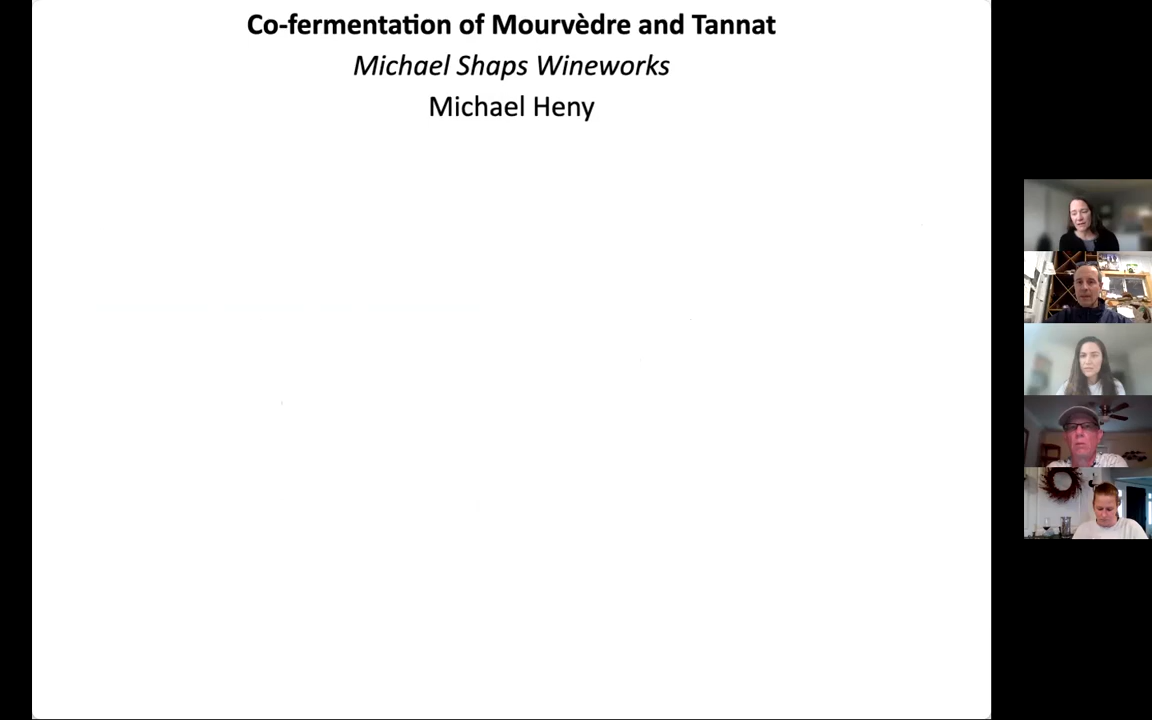 Co-fermentation of Mourvèdre and Tannat
Michael Shaps Wineworks
Michael Heny